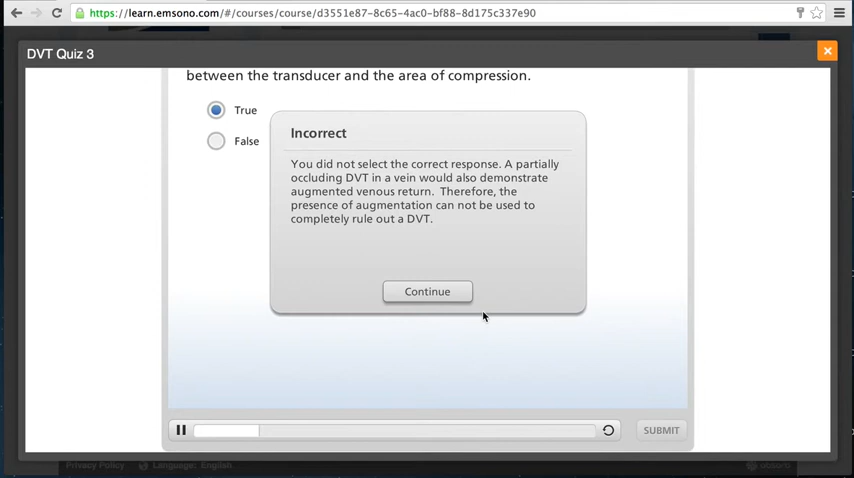 https://learn.emsono.com/#/courses/course/d3551e87-8c65-4ac0-bf88-8d175c337e90
DVT Quiz 3
between the transducer and the area of compression.
True
False
Incorrect
You did not select the correct response. A partially
occluding DVT in a vein would also demonstrate
augmented venous return. Therefore, the
presence of augmentation can not be used to
completely rule out a DVT.
Continue
SUBMIT
Privacy Policy Language: English